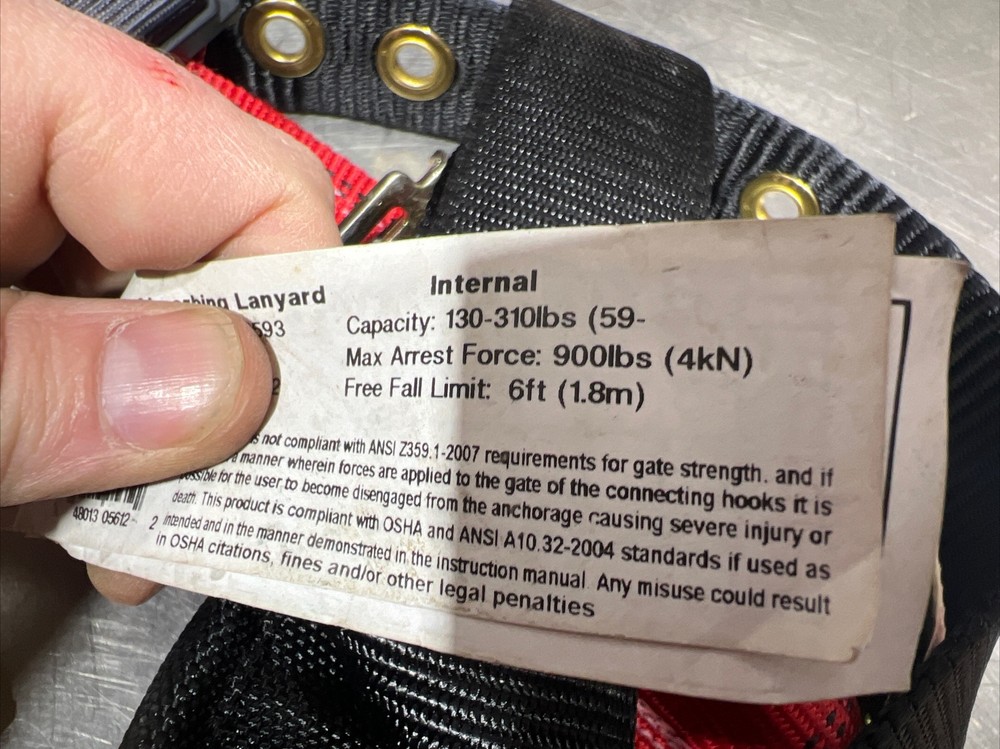 Internal
Lanyard
593
Capacity: 130-310lbs (59-
Max Arrest Force: 900lbs (4kN)
Free Fall Limit: 6ft (1.8m)
2
not compliant with ANSI Z359.1-2007 requirements for gate strength. and if
manner wherein forces are applied to the gate of the connecting hooks it is
for the user to become disengaged from the anchorage causing severe injury or
death. This product is compliant with OSHA and ANSI A10.32-2004 standards if used as
48013 05612- 2
intended and in the manner demonstrated in the instruction manual. Any misuse could result
in OSHA citations, fines and/or other legal penalties